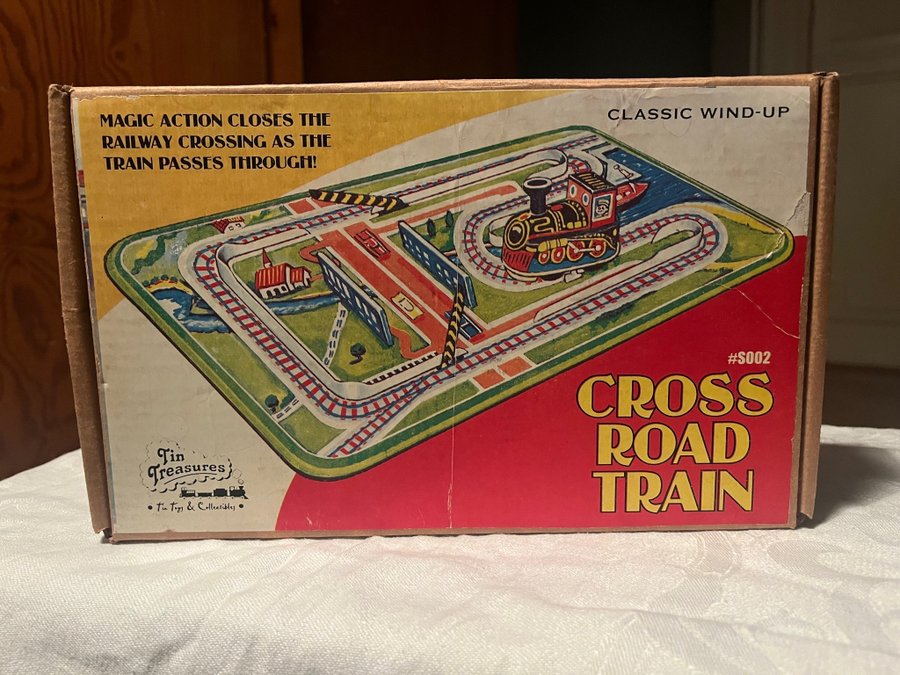 MAGIC ACTION CLOSES THE
RAILWAY CROSSING AS THE
TRAIN PASSES THROUGH!
CLASSIC WIND-UP
#S002
CROSS
ROAD
TRAIN
Tin
Treasures
• Tin Toys & Collectibles •